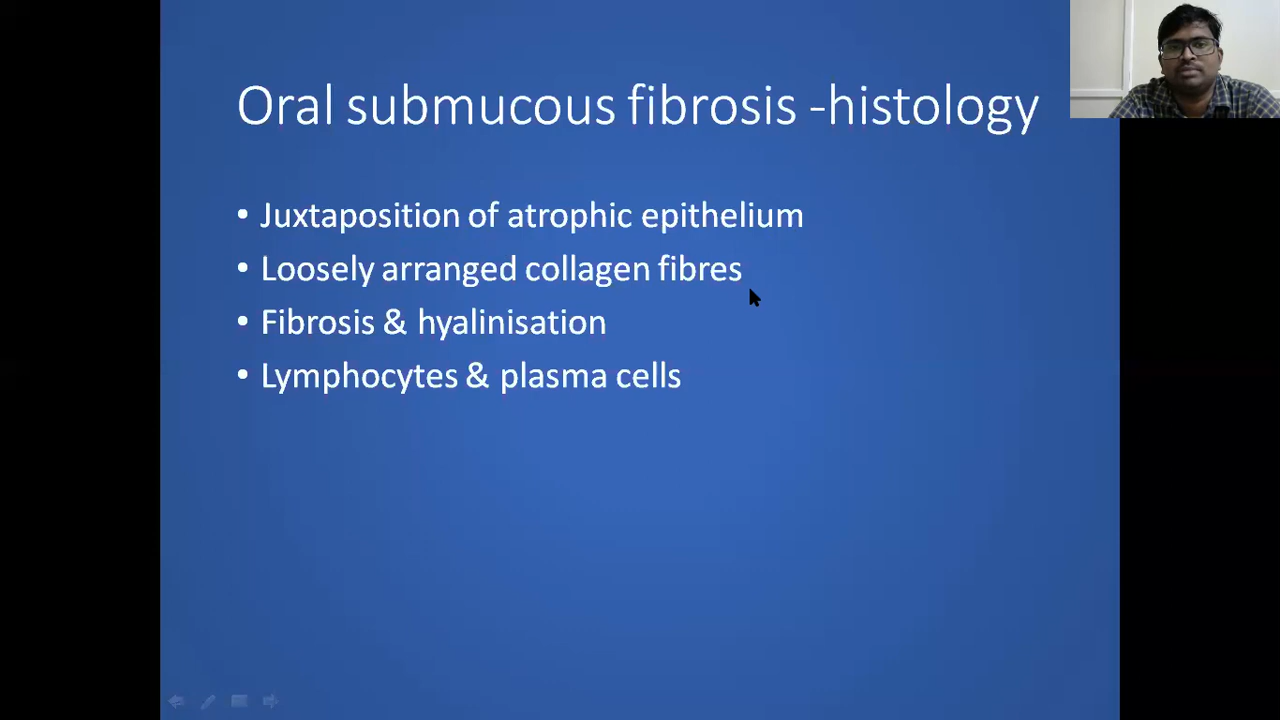 Oral submucous fibrosis -histology
• Juxtaposition of atrophic epithelium
• Loosely arranged collagen fibres
• Fibrosis & hyalinisation
• Lymphocytes & plasma cells